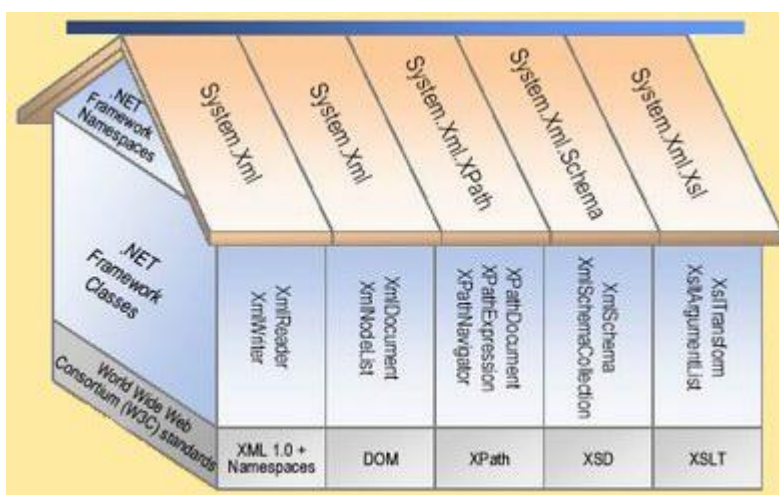 .NET
Framework
Namespaces
System.Xml
System.Xml
System.Xml.XPath
System.Xml.Schema
System.Xml.Xsl
.NET
Framework
Classes
XmlReader
XmlWriter
XmlDocument
XmlNodeList
XPathDocument
XPathExpression
XPathNavigator
XmlSchema
XmlSchemaCollection
XslTransform
XsltArgumentList
World Wide Web
Consortium (W3C) standards
XML 1.0 +
Namespaces
DOM
XPath
XSD
XSLT